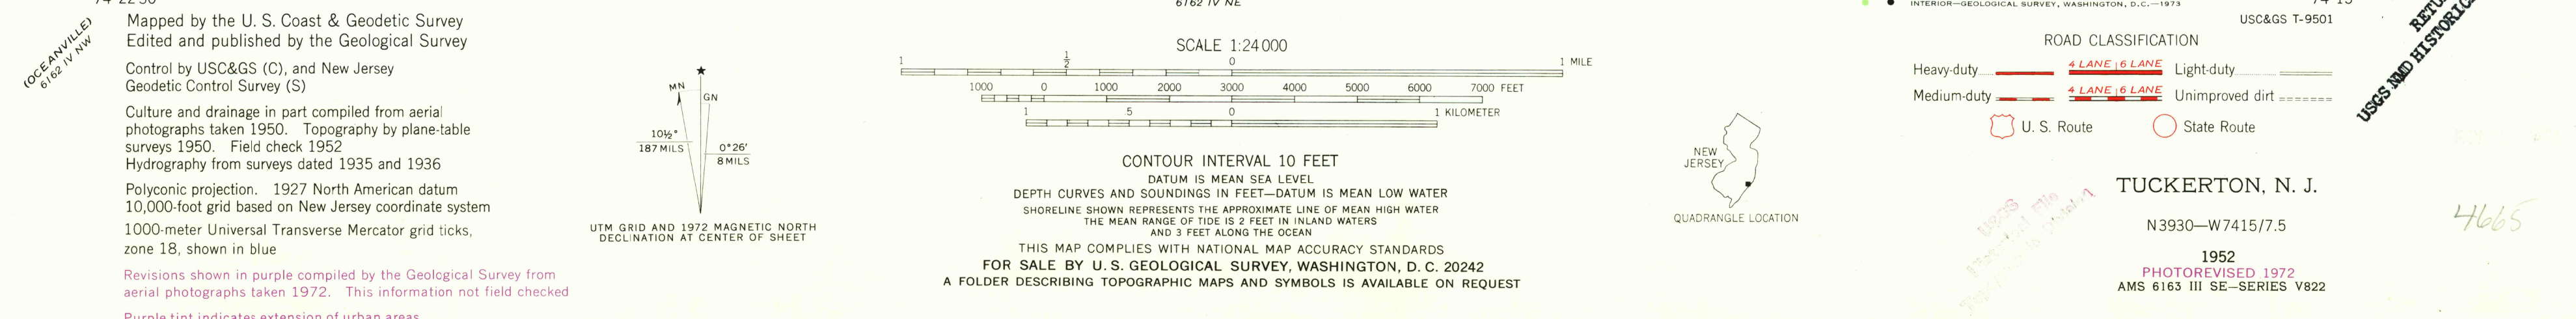 Mapped by the U. S. Coast & Geodetic Survey
Edited and published by the Geological Survey
Control by USC&GS (C), and New Jersey
Geodetic Control Survey (S)
Culture and drainage in part compiled from aerial
photographs taken 1950. Topography by plane-table
surveys 1950. Field check 1952
Hydrography from surveys dated 1935 and 1936
Polyconic projection. 1927 North American datum
10,000-foot grid based on New Jersey coordinate system
1000-meter Universal Transverse Mercator grid ticks,
zone 18, shown in blue
Revisions shown in purple compiled by the Geological Survey from
aerial photographs taken 1972. This information not field checked
Purple tint indicates extension of urban areas
(OCEANVILLE)
6162 IV NW
MN
GN
10½°
187 MILS
0°26'
8 MILS
UTM GRID AND 1972 MAGNETIC NORTH
DECLINATION AT CENTER OF SHEET
6162 IV NE
SCALE 1:24 000
1 ½ 0 1 MILE
1000 0 1000 2000 3000 4000 5000 6000 7000 FEET
1 .5 0 1 KILOMETER
CONTOUR INTERVAL 10 FEET
DATUM IS MEAN SEA LEVEL
DEPTH CURVES AND SOUNDINGS IN FEET—DATUM IS MEAN LOW WATER
SHORELINE SHOWN REPRESENTS THE APPROXIMATE LINE OF MEAN HIGH WATER
THE MEAN RANGE OF TIDE IS 2 FEET IN INLAND WATERS
AND 3 FEET ALONG THE OCEAN
THIS MAP COMPLIES WITH NATIONAL MAP ACCURACY STANDARDS
FOR SALE BY U. S. GEOLOGICAL SURVEY, WASHINGTON, D. C. 20242
A FOLDER DESCRIBING TOPOGRAPHIC MAPS AND SYMBOLS IS AVAILABLE ON REQUEST
NEW
JERSEY
QUADRANGLE LOCATION
INTERIOR—GEOLOGICAL SURVEY, WASHINGTON, D.C.—1973
USC&GS T-9501
ROAD CLASSIFICATION
Heavy-duty 4 LANE 6 LANE Light-duty
Medium-duty 4 LANE 6 LANE Unimproved dirt
U. S. Route State Route
TUCKERTON, N. J.
N3930—W7415/7.5
1952
PHOTOREVISED 1972
AMS 6163 III SE—SERIES V822
USGS NMD HISTORIC
USGS
4665